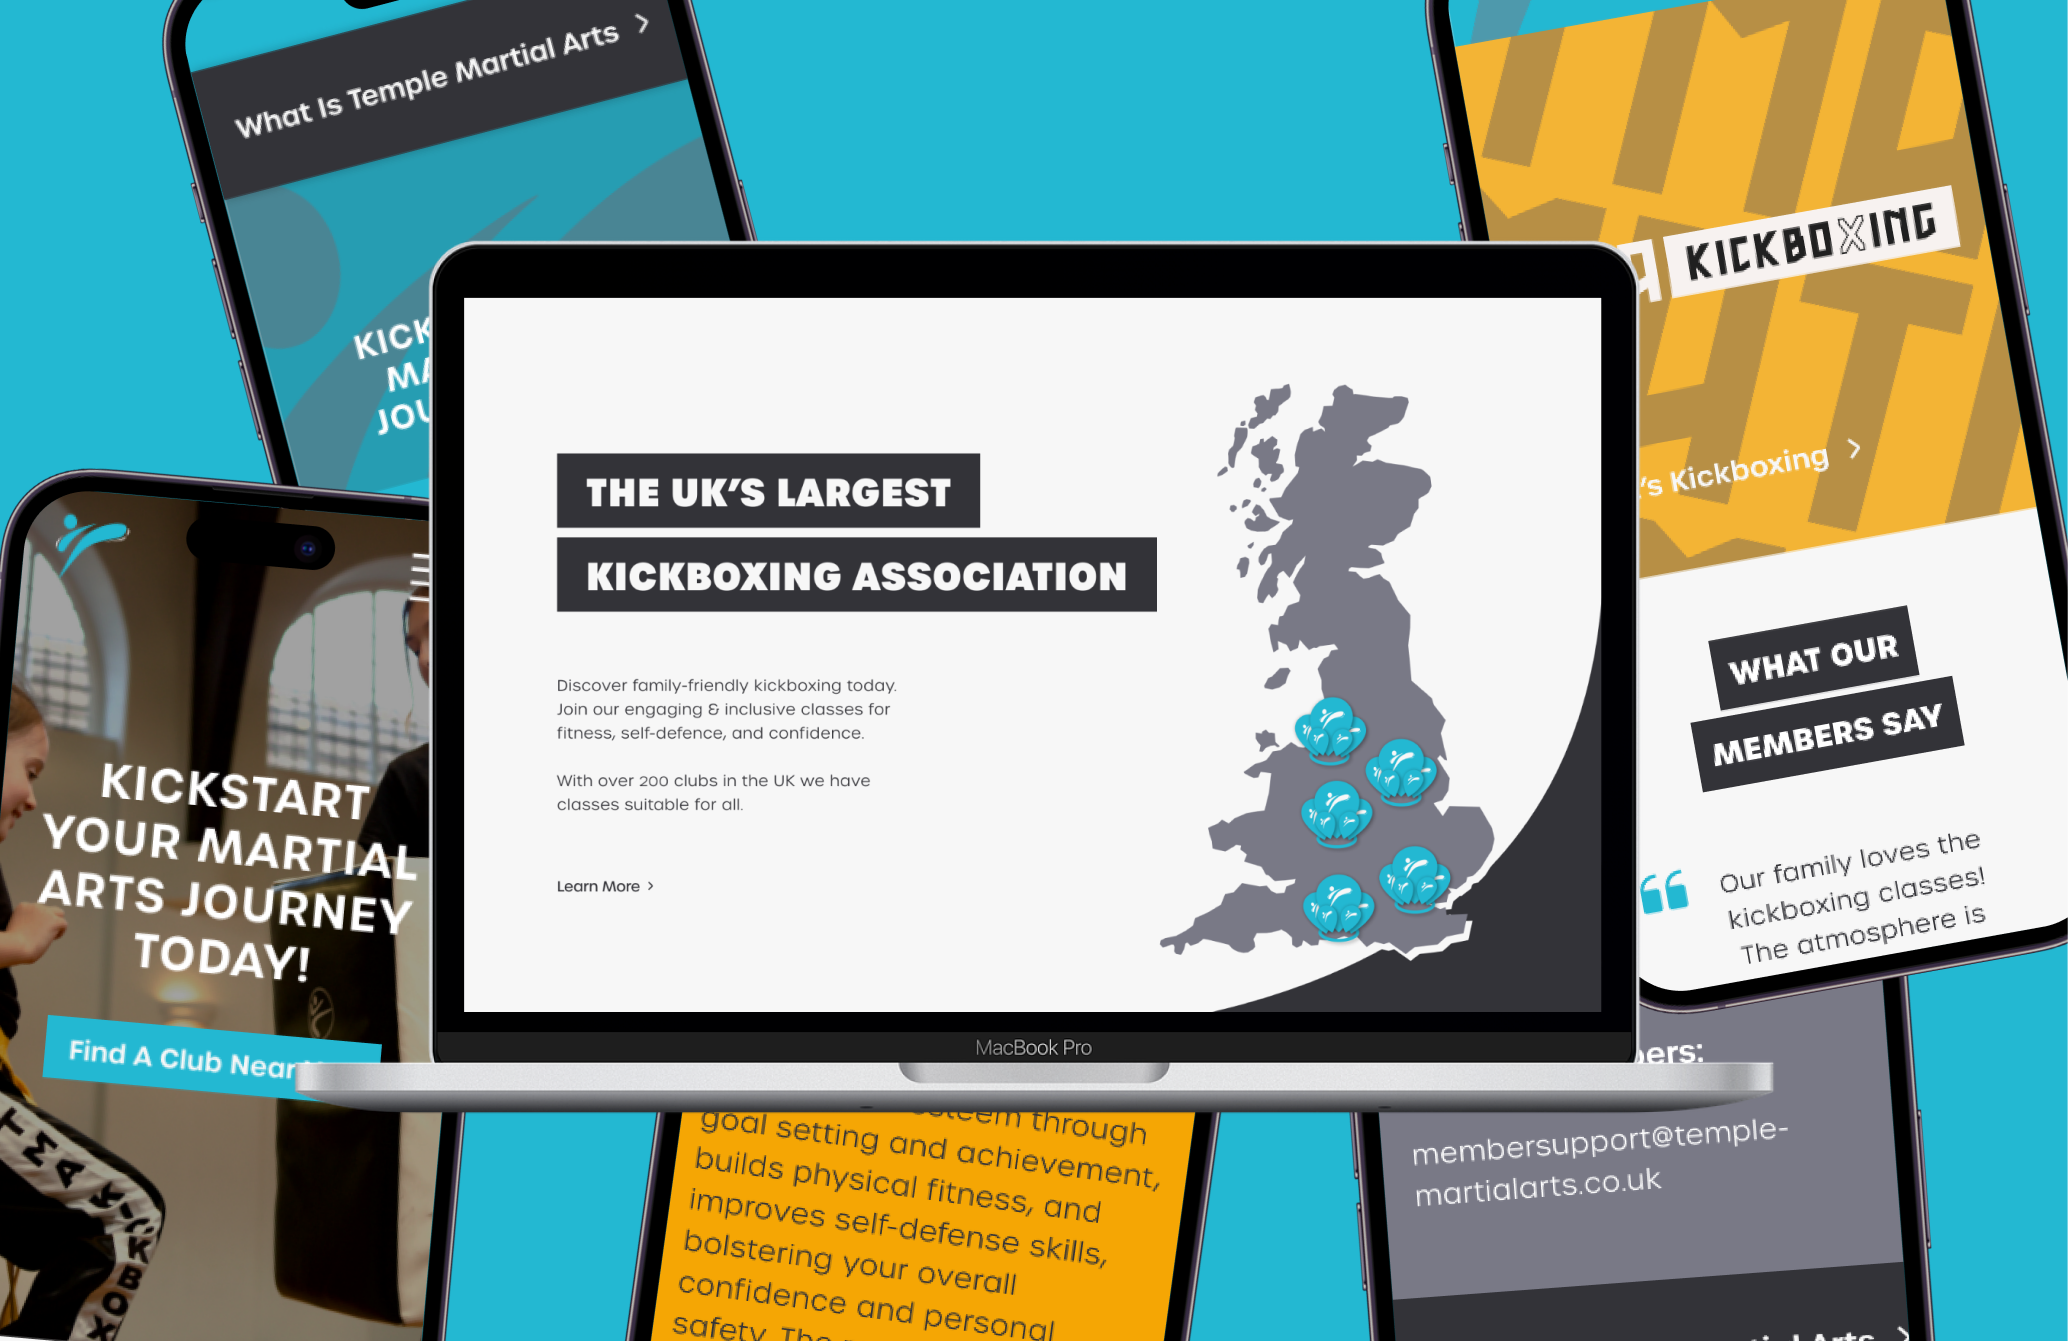 What Is Temple Martial Arts
KICK
MA
JOU
KICKBOXING
's Kickboxing
WHAT OUR
MEMBERS SAY
Our family loves the
kickboxing classes!
The atmosphere is
THE UK'S LARGEST
KICKBOXING ASSOCIATION
Discover family-friendly kickboxing today.
Join our engaging & inclusive classes for
fitness, self-defence, and confidence.
With over 200 clubs in the UK we have
classes suitable for all.
Learn More
MacBook Pro
KICKSTART
YOUR MARTIAL
ARTS JOURNEY
TODAY!
Find A Club Near
TMA KICKBOX
esteem through
goal setting and achievement,
builds physical fitness, and
improves self-defense skills,
bolstering your overall
confidence and personal
safety. The
bers:
membersupport@temple-
martialarts.co.uk
tial Arts